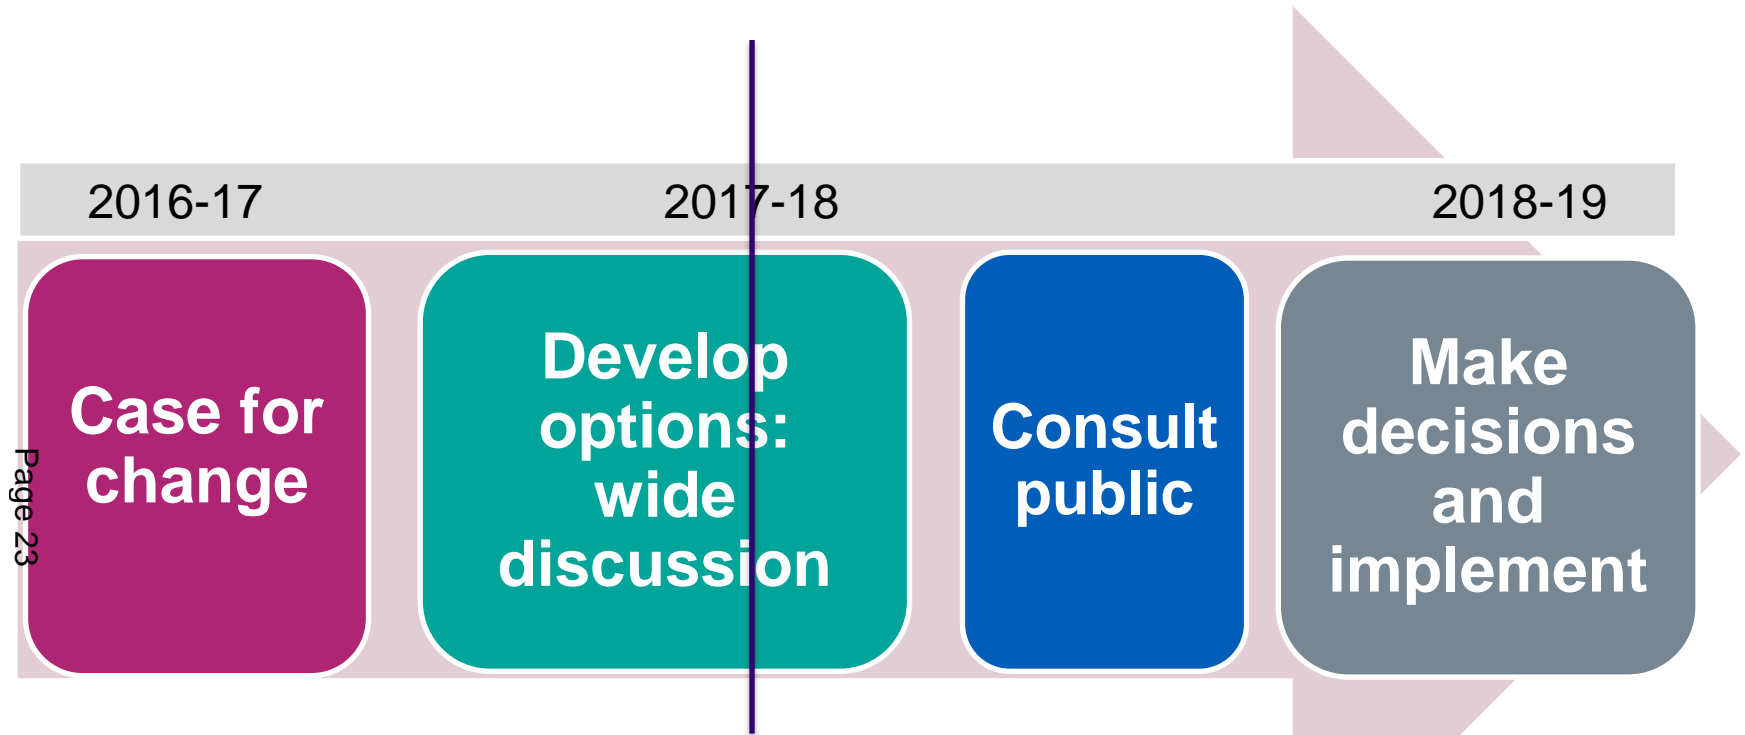 2016-17
2017-18
2018-19
Case for
change
Develop
options:
wide
discussion
Consult
public
Make
decisions
and
implement
Page 23